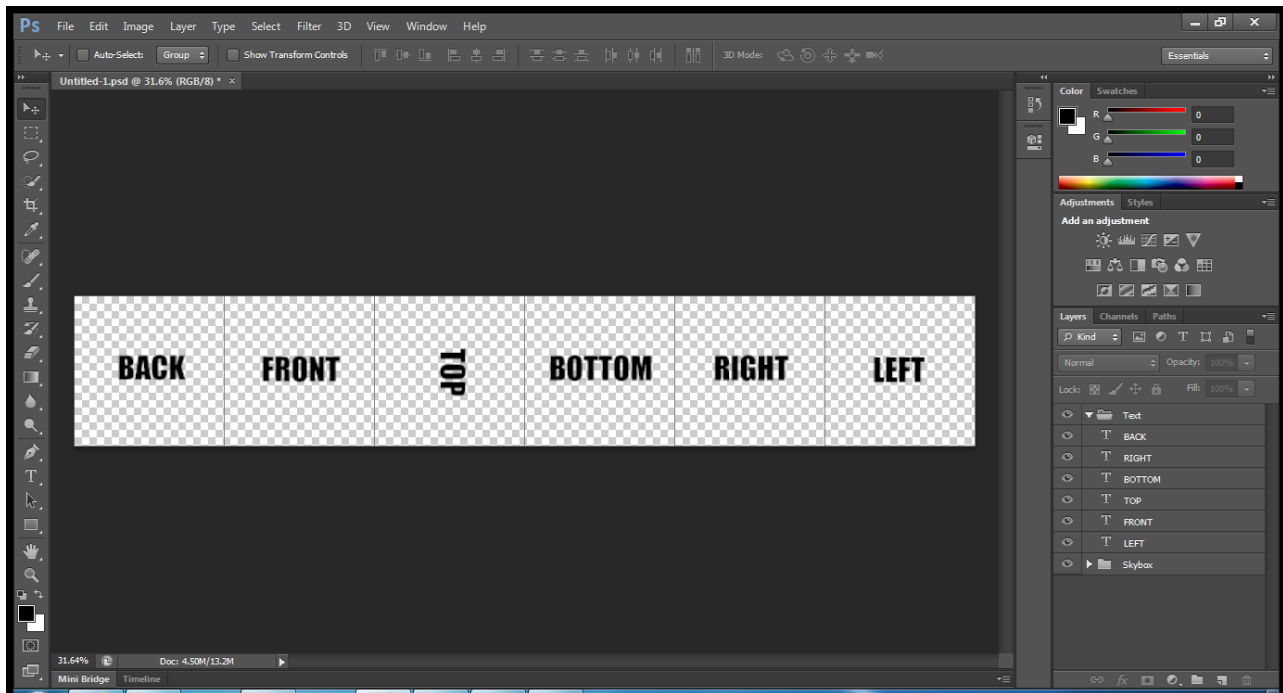 Ps File Edit Image Layer Type Select Filter 3D View Window Help
Auto-Select: Group Show Transform Controls 3D Mode: Essentials
Untitled-1.psd @ 31.6% (RGB/8) * ×
Color Swatches
R 0
G 0
B 0
Adjustments Styles
Add an adjustment
BACK FRONT TOP BOTTOM RIGHT LEFT
Layers Channels Paths
Kind
Normal Opacity: 100%
Lock: Fill: 100%
Text
T BACK
T RIGHT
T BOTTOM
T TOP
T FRONT
T LEFT
Skybox
31.64% Doc: 4.50M/13.2M
Mini Bridge Timeline
fx